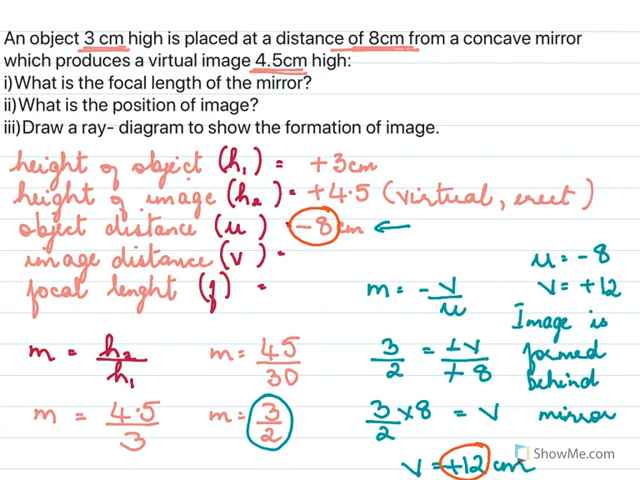 An object 3 cm high is placed at a distance of 8cm from a concave mirror
which produces a virtual image 4.5cm high:
i)What is the focal length of the mirror?
ii)What is the position of image?
iii)Draw a ray- diagram to show the formation of image.
height of object (h₁) = +3cm
height of image (h₂) = +4.5 (virtual, erect)
object distance (u) = -8 cm ←
image distance (v) =
focal lenght (f) =
m = h₂/h₁
m = 4.5/3
m = 45/30
m = 3/2
m = -v/u
3/2 = +v/+8
3/2 × 8 = v
v = +12 cm
u = -8
v = +12
Image is
formed
behind
mirror
ShowMe.com